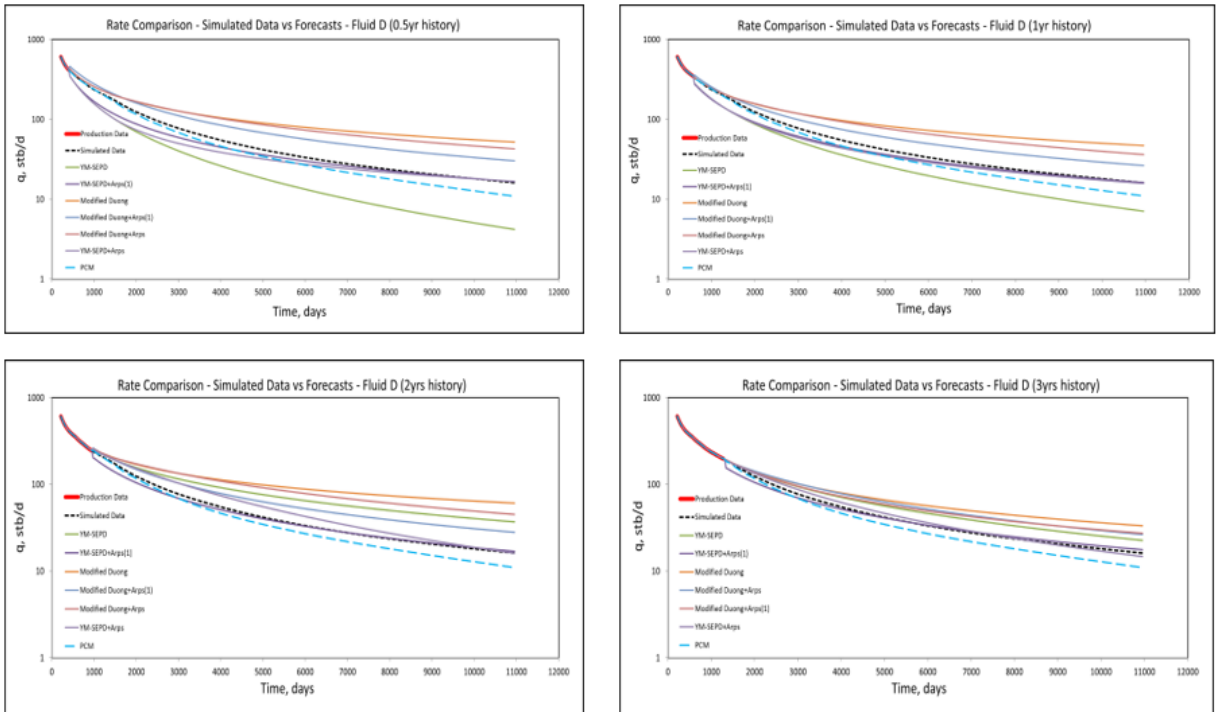 Rate Comparison - Simulated Data vs Forecasts - Fluid D (0.5yr history)
1000
100
10
1
q, stb/d
Production Data
Simulated Data
YM-SEPD
YM-SEPD+Arps(1)
Modified Duong
Modified Duong+Arps(1)
Modified Duong+Arps
YM-SEPD+Arps
PCM
0 1000 2000 3000 4000 5000 6000 7000 8000 9000 10000 11000 12000
Time, days
Rate Comparison - Simulated Data vs Forecasts - Fluid D (1yr history)
1000
100
10
1
q, stb/d
Production Data
Simulated Data
YM-SEPD
YM-SEPD+Arps(1)
Modified Duong
Modified Duong+Arps(1)
Modified Duong+Arps
YM-SEPD+Arps
PCM
0 1000 2000 3000 4000 5000 6000 7000 8000 9000 10000 11000 12000
Time, days
Rate Comparison - Simulated Data vs Forecasts - Fluid D (2yrs history)
1000
100
10
1
q, stb/d
Production Data
Simulated Data
YM-SEPD
YM-SEPD+Arps(1)
Modified Duong
Modified Duong+Arps(1)
Modified Duong+Arps
YM-SEPD+Arps
PCM
0 1000 2000 3000 4000 5000 6000 7000 8000 9000 10000 11000 12000
Time, days
Rate Comparison - Simulated Data vs Forecasts - Fluid D (3yrs history)
1000
100
10
1
q, stb/d
Production Data
Simulated Data
YM-SEPD
YM-SEPD+Arps(1)
Modified Duong
Modified Duong+Arps
Modified Duong+Arps(1)
YM-SEPD+Arps
PCM
0 1000 2000 3000 4000 5000 6000 7000 8000 9000 10000 11000 12000
Time, days